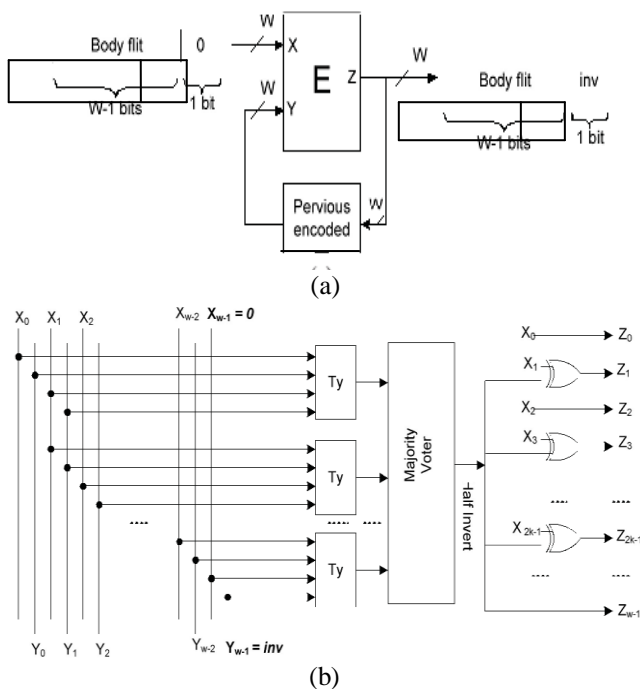 W
Body flit 0 X
W-1 bits 1 bit
E
Z
W
Y
W
Body flit inv
W-1 bits 1 bit
W
Pervious
encoded
(a)
X0 X1 X2 Xw-2 Xw-1 = 0
Ty
Ty
Ty
Majority
Voter
Half Invert
X0 Z0
X1 Z1
X2 Z2
X3 Z3
..... ..... ..... ..... .....
X2k-1 Z2k-1
..... .....
Zw-1
Y0 Y1 Y2 Yw-2 Yw-1 = inv
(b)